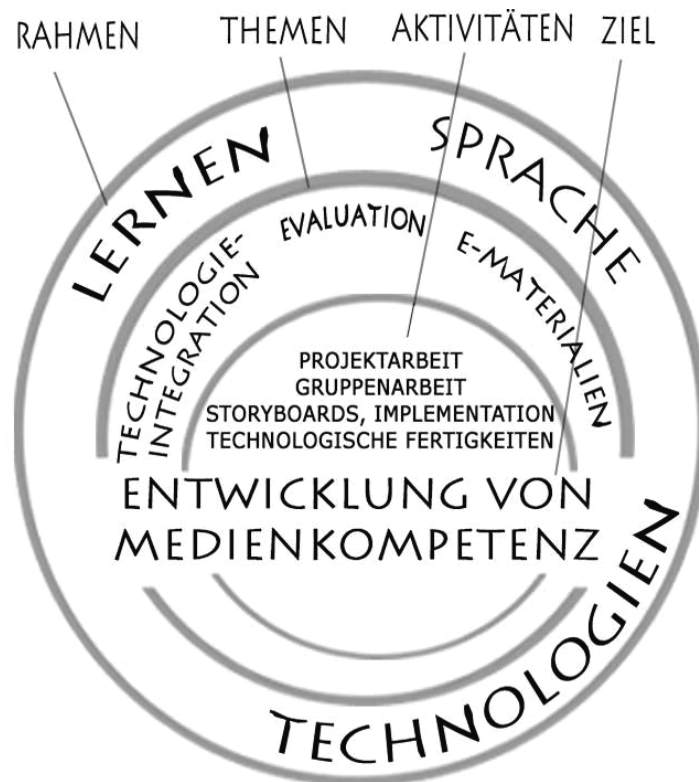 RAHMEN THEMEN AKTIVITÄTEN ZIEL
LERNEN
SPRACHE
TECHNOLOGIE-
INTEGRATION
EVALUATION
E-MATERIALIEN
PROJEKTARBEIT
GRUPPENARBEIT
STORYBOARDS, IMPLEMENTATION
TECHNOLOGISCHE FERTIGKEITEN
ENTWICKLUNG VON
MEDIENKOMPETENZ
TECHNOLOGIEN